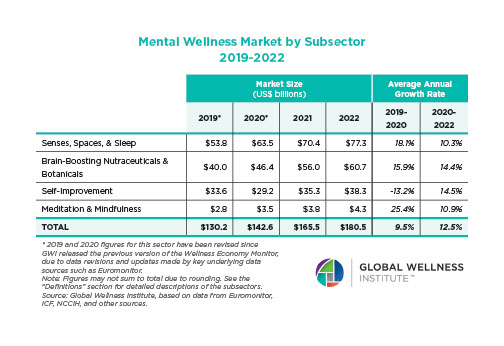 Mental Wellness Market by Subsector
2019-2022
Market Size
(US$ billions)
Average Annual
Growth Rate
2019* 2020* 2021 2022 2019-
2020 2020-
2022
Senses, Spaces, & Sleep $53.8 $63.5 $70.4 $77.3 18.1% 10.3%
Brain-Boosting Nutraceuticals &
Botanicals $40.0 $46.4 $56.0 $60.7 15.9% 14.4%
Self-Improvement $33.6 $29.2 $35.3 $38.3 -13.2% 14.5%
Meditation & Mindfulness $2.8 $3.5 $3.8 $4.3 25.4% 10.9%
TOTAL $130.2 $142.6 $165.5 $180.5 9.5% 12.5%
* 2019 and 2020 figures for this sector have been revised since
GWI released the previous version of the Wellness Economy Monitor,
due to data revisions and updates made by key underlying data
sources such as Euromonitor.
Note: Figures may not sum to total due to rounding. See the
"Definitions" section for detailed descriptions of the subsectors.
Source: Global Wellness Institute, based on data from Euromonitor,
ICF, NCCIH, and other sources.
GLOBAL WELLNESS
INSTITUTE™